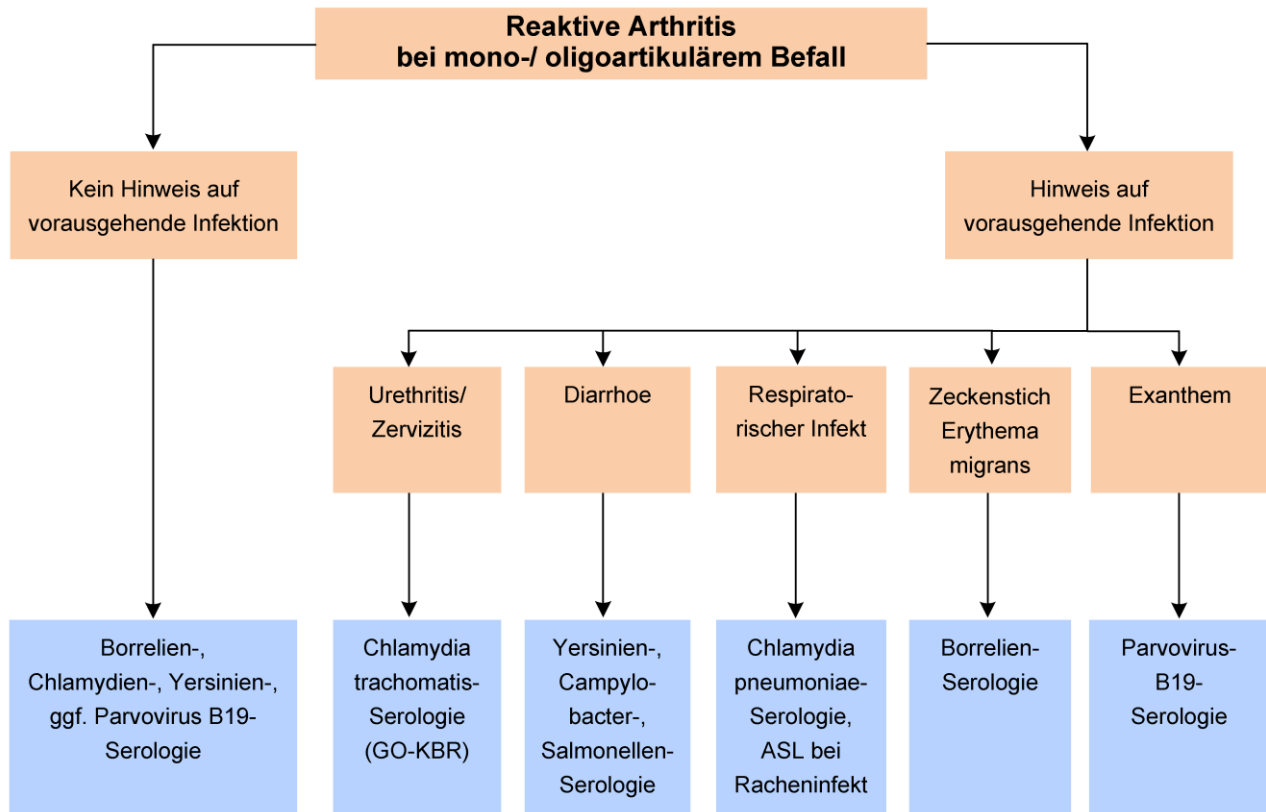 Reaktive Arthritis
bei mono-/ oligoartikulärem Befall
Kein Hinweis auf
vorausgehende Infektion
Hinweis auf
vorausgehende Infektion
Urethritis/
Zervizitis
Diarrhoe
Respirato-
rischer Infekt
Zeckenstich
Erythema
migrans
Exanthem
Borrelien-,
Chlamydien-, Yersinien-,
ggf. Parvovirus B19-
Serologie
Chlamydia
trachomatis-
Serologie
(GO-KBR)
Yersinien-,
Campylo-
bacter-,
Salmonellen-
Serologie
Chlamydia
pneumoniae-
Serologie,
ASL bei
Racheninfekt
Borrelien-
Serologie
Parvovirus-
B19-
Serologie